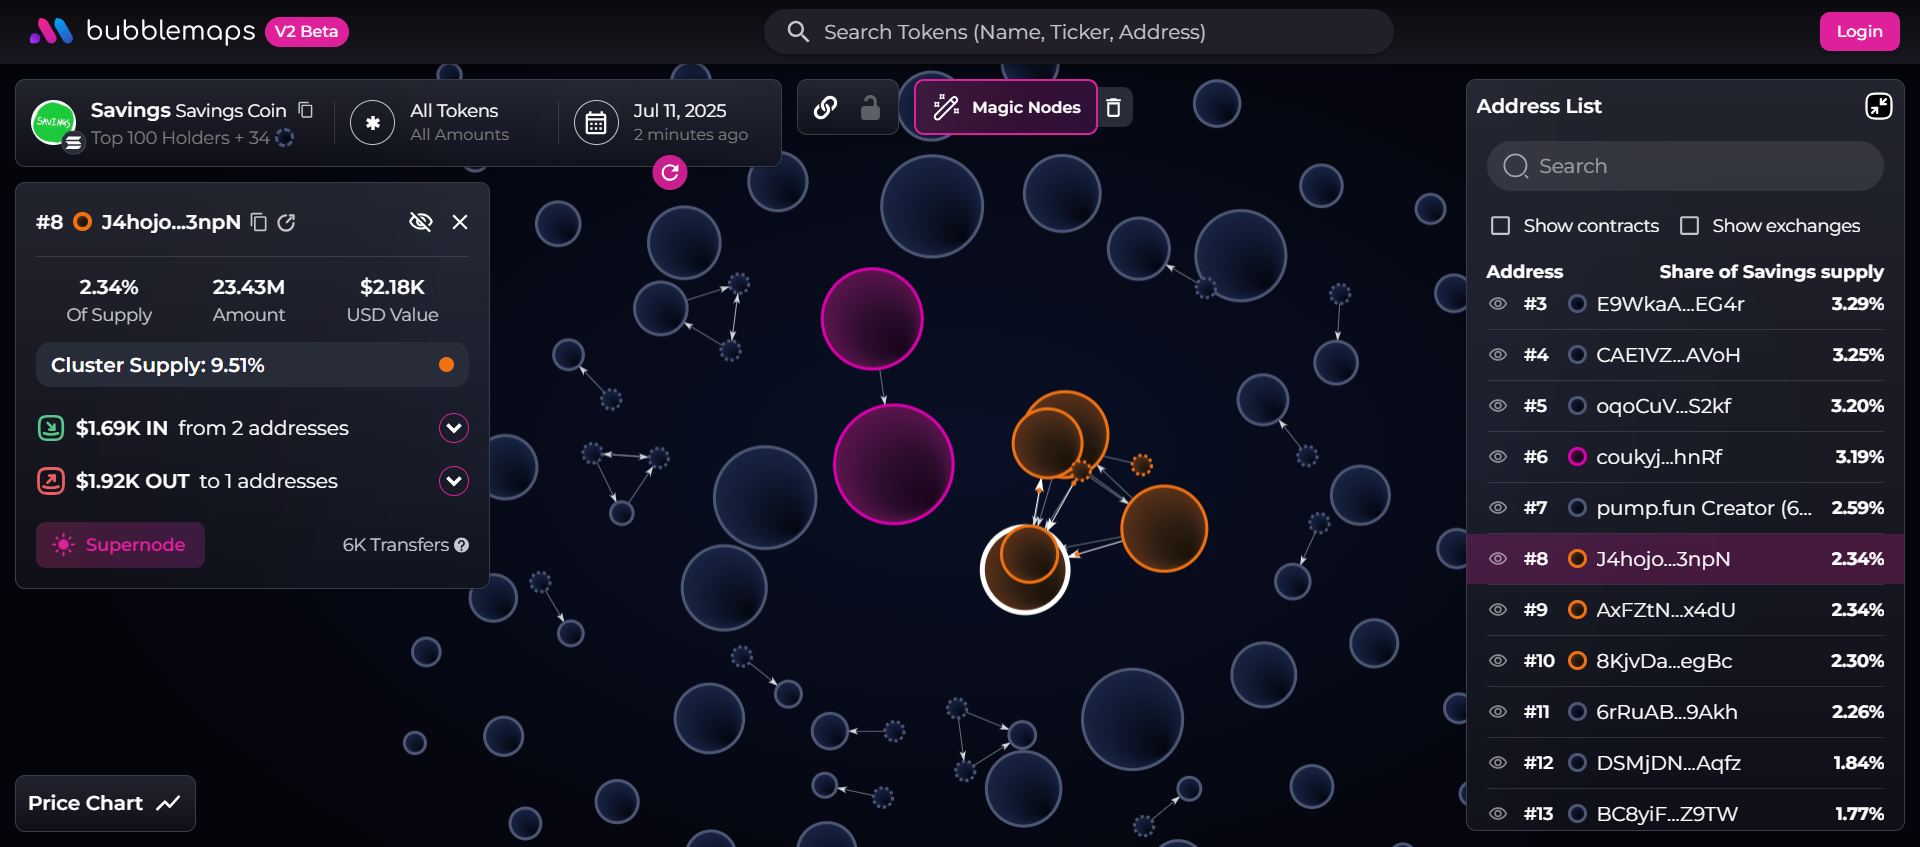 bubblemaps V2 Beta
Search Tokens (Name, Ticker, Address)
Login
SAVINGS
Savings Savings Coin
Top 100 Holders + 34
All Tokens
All Amounts
Jul 11, 2025
2 minutes ago
Magic Nodes
#8 J4hojo...3npN
2.34% 23.43M $2.18K
Of Supply Amount USD Value
Cluster Supply: 9.51%
$1.69K IN from 2 addresses
$1.92K OUT to 1 addresses
Supernode 6K Transfers ?
Price Chart
Address List
Search
Show contracts Show exchanges
Address Share of Savings supply
#3 E9WkaA...EG4r 3.29%
#4 CAE1VZ...AVoH 3.25%
#5 oqoCuV...S2kf 3.20%
#6 coukyj...hnRf 3.19%
#7 pump.fun Creator (6... 2.59%
#8 J4hojo...3npN 2.34%
#9 AxFZtN...x4dU 2.34%
#10 8KjvDa...egBc 2.30%
#11 6rRuAB...9Akh 2.26%
#12 DSMjDN...Aqfz 1.84%
#13 BC8yiF...Z9TW 1.77%